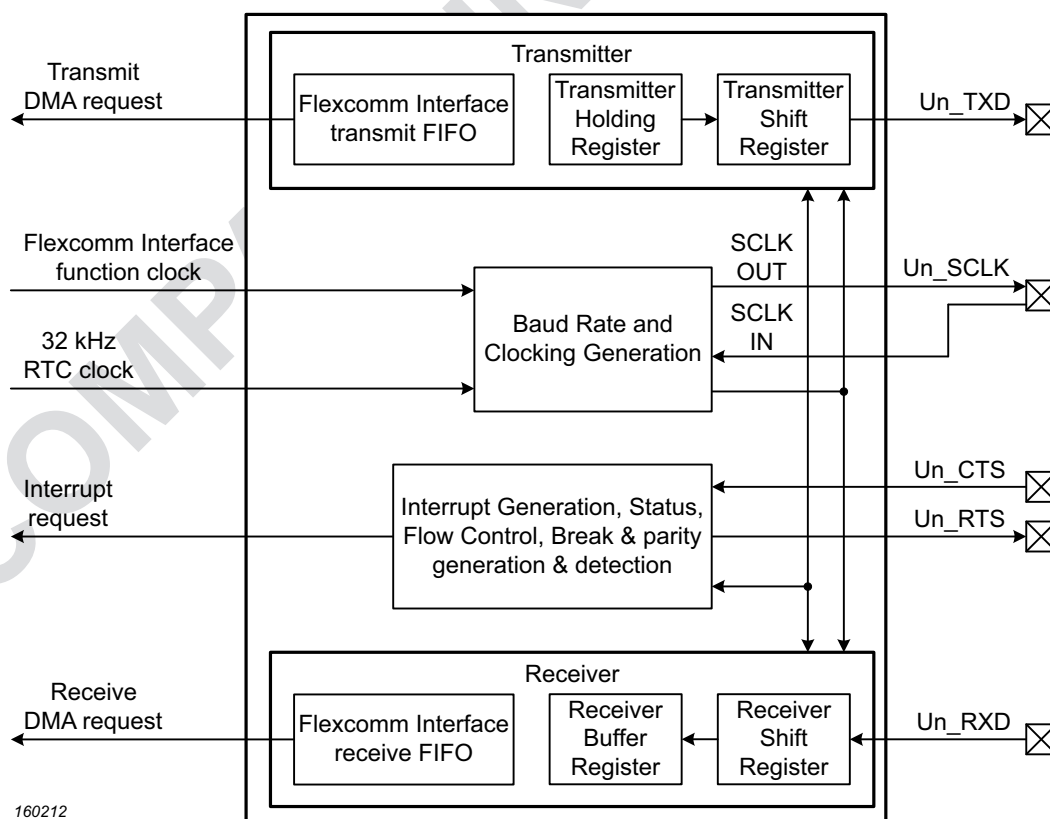 Transmitter
Transmit
DMA request
Flexcomm Interface
transmit FIFO
Transmitter
Holding
Register
Transmitter
Shift
Register
Un_TXD
Flexcomm Interface
function clock
32 kHz
RTC clock
Baud Rate and
Clocking Generation
SCLK
OUT
SCLK
IN
Un_SCLK
Interrupt
request
Interrupt Generation, Status,
Flow Control, Break & parity
generation & detection
Un_CTS
Un_RTS
Receiver
Receive
DMA request
Flexcomm Interface
receive FIFO
Receiver
Buffer
Register
Receiver
Shift
Register
Un_RXD
160212
COMPA